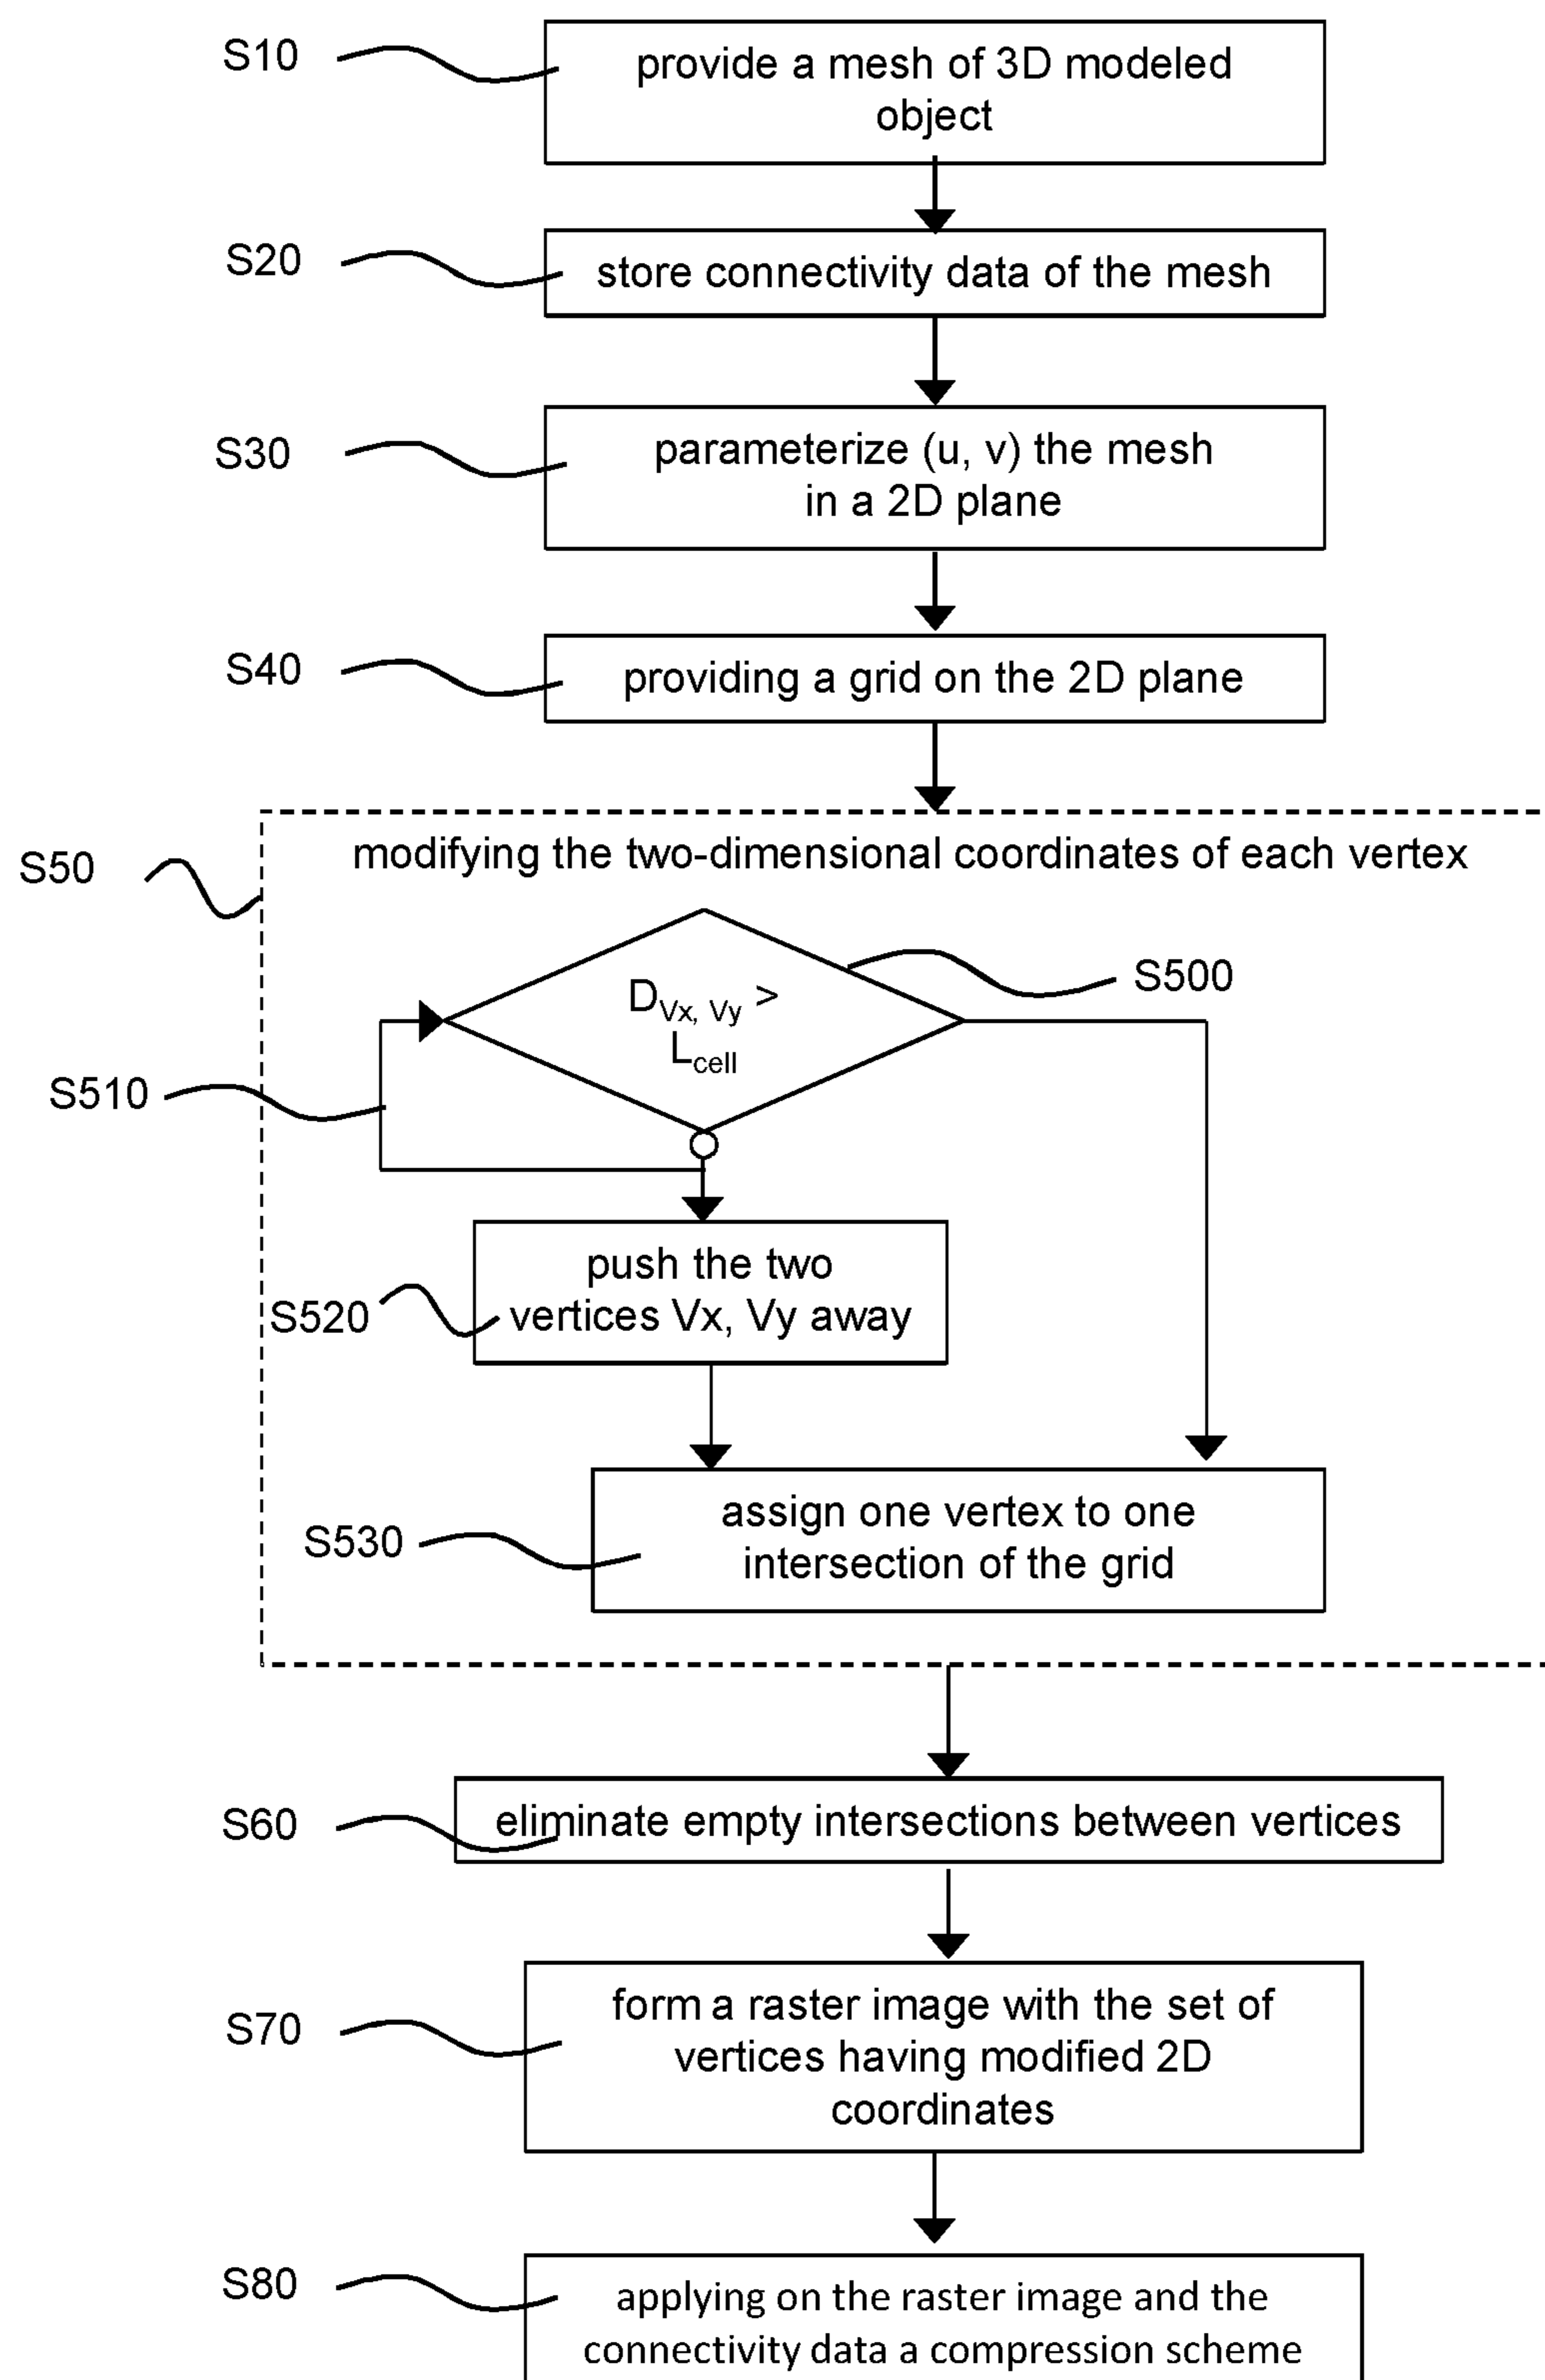 S10
provide a mesh of 3D modeled
object
S20
store connectivity data of the mesh
S30
parameterize (u, v) the mesh
in a 2D plane
S40
providing a grid on the 2D plane
S50
modifying the two-dimensional coordinates of each vertex
S500
D Vx, Vy >
L cell
S510
push the two
vertices Vx, Vy away
S520
assign one vertex to one
intersection of the grid
S530
S60
eliminate empty intersections between vertices
S70
form a raster image with the set of
vertices having modified 2D
coordinates
S80
applying on the raster image and the
connectivity data a compression scheme